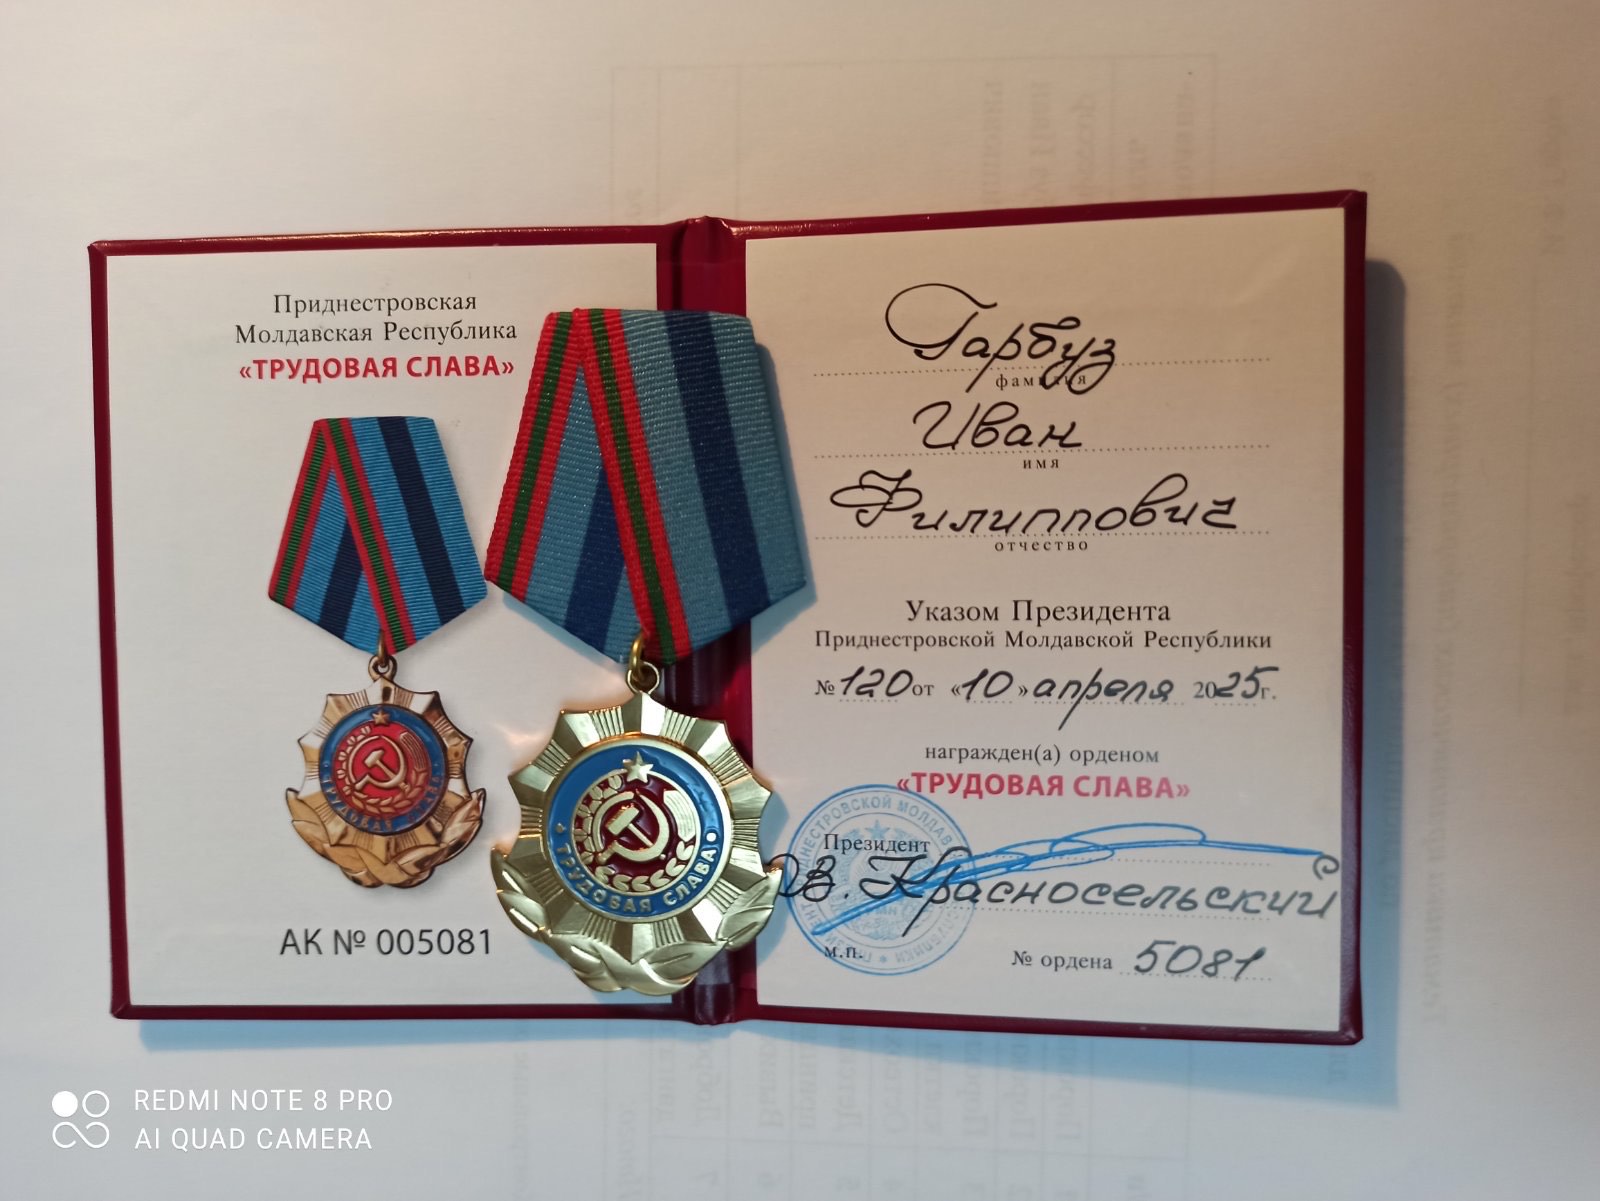 Приднестровская
Молдавская Республика
«ТРУДОВАЯ СЛАВА»
ТРУДОВАЯ СЛАВА
АК № 005081
ТРУДОВАЯ СЛАВА
Гарбуз
фамилия
Иван
имя
Филиппович
отчество
Указом Президента
Приднестровской Молдавской Республики
№ 120 от «10» апреля 2025 г.
награжден(а) орденом
«ТРУДОВАЯ СЛАВА»
Президент
В. Красносельский
м.п.
№ ордена 5081
REDMI NOTE 8 PRO
AI QUAD CAMERA